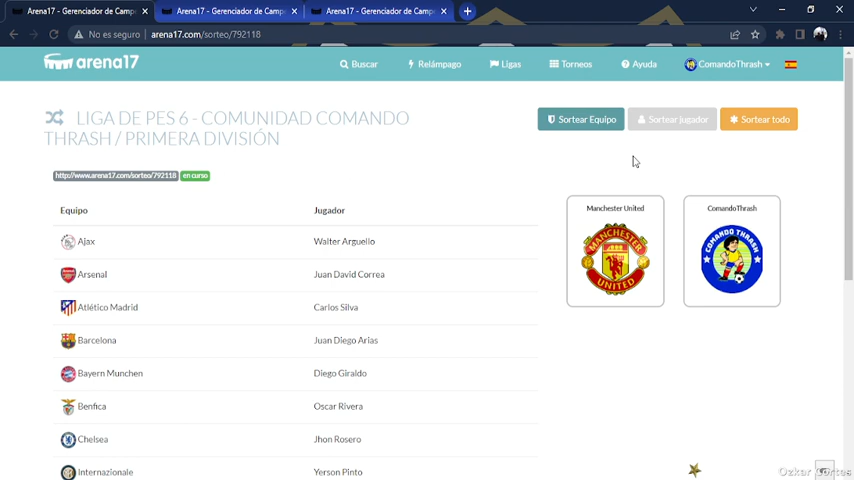 Arena17 - Gerenciador de Campe
Arena17 - Gerenciador de Campe
Arena17 - Gerenciador de Campe
No es seguro arena17.com/sorteo/792118
arena17 Buscar Relámpago Ligas Torneos Ayuda ComandoThrash
LIGA DE PES 6 - COMUNIDAD COMANDO
THRASH / PRIMERA DIVISIÓN
Sortear Equipo Sortear jugador Sortear todo
http://www.arena17.com/sorteo/792118 en curso
Equipo Jugador
Manchester United ComandoThrash
MANCHESTER
UNITED
COMANDO THRASH
Ajax Walter Arguello
Arsenal Juan David Correa
Atlético Madrid Carlos Silva
Barcelona Juan Diego Arias
Bayern Munchen Diego Giraldo
Benfica Oscar Rivera
Chelsea Jhon Rosero
Internazionale Yerson Pinto
Ozkar Cortes